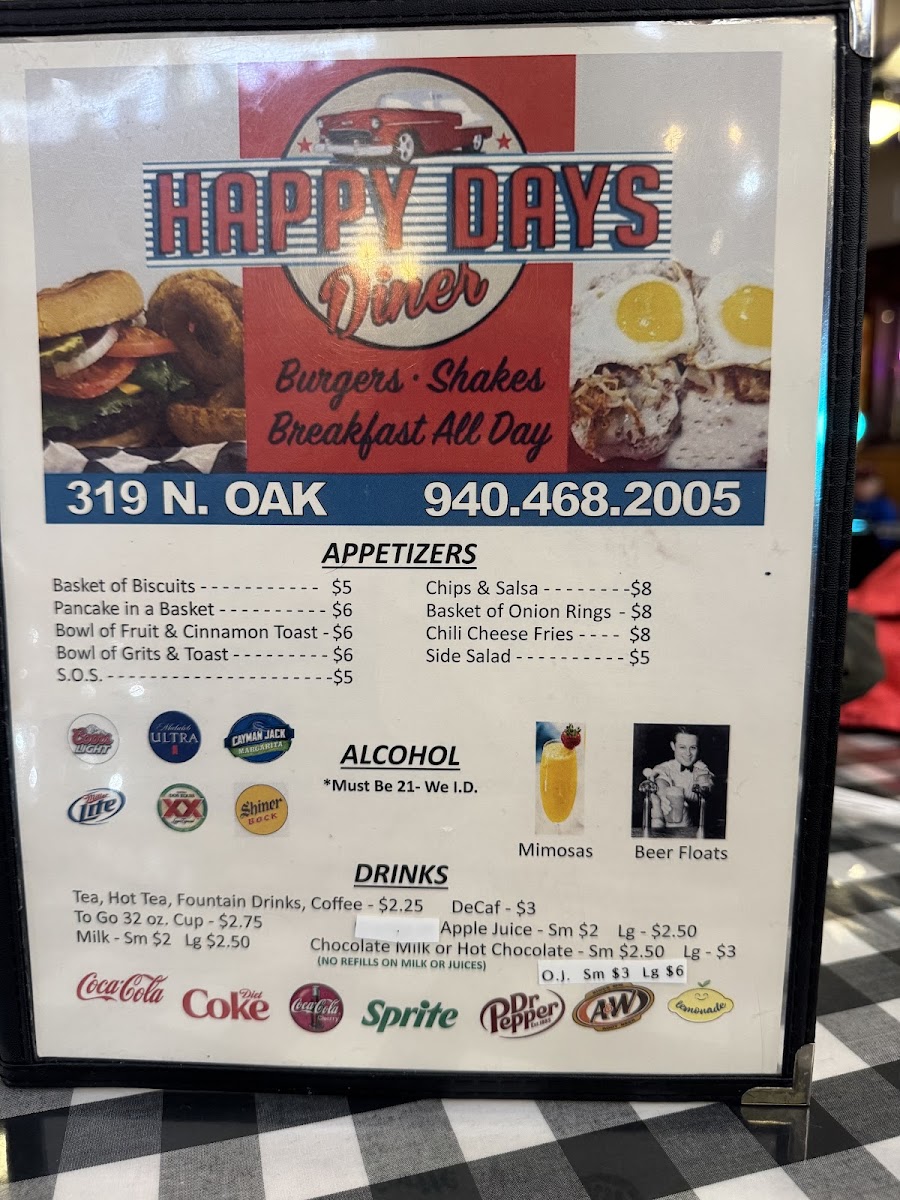 HAPPY DAYS
Diner
Burgers · Shakes
Breakfast All Day
319 N. OAK 940.468.2005
APPETIZERS
Basket of Biscuits - - - - - - - - - - - $5
Pancake in a Basket - - - - - - - - - - $6
Bowl of Fruit & Cinnamon Toast - $6
Bowl of Grits & Toast - - - - - - - - - $6
S.O.S. - - - - - - - - - - - - - - - - - - - - -$5
Chips & Salsa - - - - - - - -$8
Basket of Onion Rings - $8
Chili Cheese Fries - - - - $8
Side Salad - - - - - - - - - - $5
Coors
LIGHT
Michelob
ULTRA
CAYMAN JACK
MARGARITA
Miller
Lite
XX
Shiner
BOCK
ALCOHOL
*Must Be 21- We I.D.
Mimosas
Beer Floats
DRINKS
Tea, Hot Tea, Fountain Drinks, Coffee - $2.25 DeCaf - $3
To Go 32 oz. Cup - $2.75 Apple Juice - Sm $2 Lg - $2.50
Milk - Sm $2 Lg $2.50 Chocolate Milk or Hot Chocolate - Sm $2.50 Lg - $3
(NO REFILLS ON MILK OR JUICES)
O.J. Sm $3 Lg $6
Coca-Cola
Diet
Coke
Coca-Cola
Cherry
Sprite
Dr Pepper
EST. 1885
A&W
lemonade